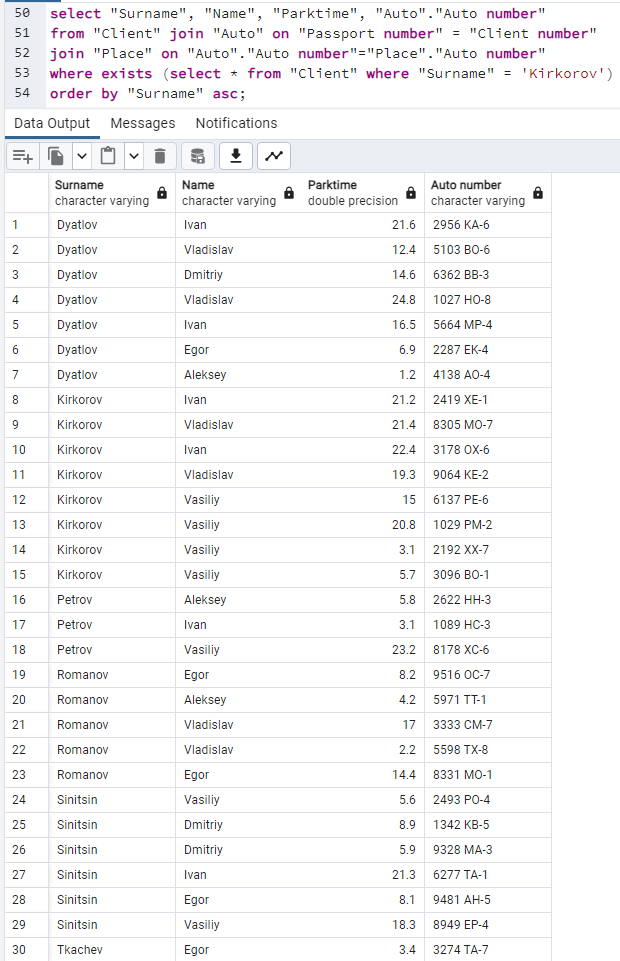 50 select "Surname", "Name", "Parktime", "Auto"."Auto number"
51 from "Client" join "Auto" on "Passport number" = "Client number"
52 join "Place" on "Auto"."Auto number"="Place"."Auto number"
53 where exists (select * from "Client" where "Surname" = 'Kirkorov')
54 order by "Surname" asc;
Data Output Messages Notifications
Surname Name Parktime Auto number
character varying character varying double precision character varying
1 Dyatlov Ivan 21.6 2956 KA-6
2 Dyatlov Vladislav 12.4 5103 BO-6
3 Dyatlov Dmitriy 14.6 6362 BB-3
4 Dyatlov Vladislav 24.8 1027 HO-8
5 Dyatlov Ivan 16.5 5664 MP-4
6 Dyatlov Egor 6.9 2287 EK-4
7 Dyatlov Aleksey 1.2 4138 AO-4
8 Kirkorov Ivan 21.2 2419 XE-1
9 Kirkorov Vladislav 21.4 8305 MO-7
10 Kirkorov Ivan 22.4 3178 OX-6
11 Kirkorov Vladislav 19.3 9064 KE-2
12 Kirkorov Vasiliy 15 6137 PE-6
13 Kirkorov Vasiliy 20.8 1029 PM-2
14 Kirkorov Vasiliy 3.1 2192 XX-7
15 Kirkorov Vasiliy 5.7 3096 BO-1
16 Petrov Aleksey 5.8 2622 HH-3
17 Petrov Ivan 3.1 1089 HC-3
18 Petrov Vasiliy 23.2 8178 XC-6
19 Romanov Egor 8.2 9516 OC-7
20 Romanov Aleksey 4.2 5971 TT-1
21 Romanov Vladislav 17 3333 CM-7
22 Romanov Vladislav 2.2 5598 TX-8
23 Romanov Egor 14.4 8331 MO-1
24 Sinitsin Vasiliy 5.6 2493 PO-4
25 Sinitsin Dmitriy 8.9 1342 KB-5
26 Sinitsin Dmitriy 5.9 9328 MA-3
27 Sinitsin Ivan 21.3 6277 TA-1
28 Sinitsin Egor 8.1 9481 AH-5
29 Sinitsin Vasiliy 18.3 8949 EP-4
30 Tkachev Egor 3.4 3274 TA-7